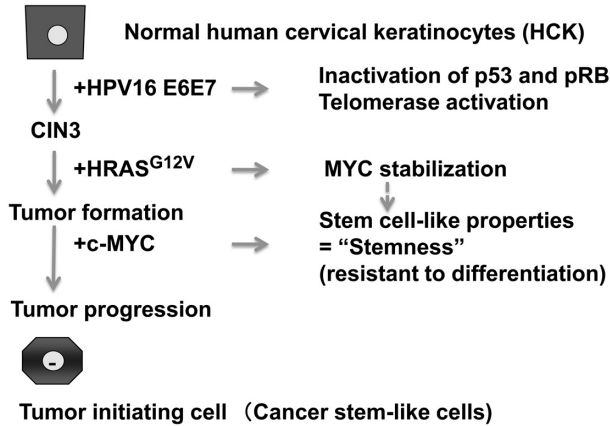 Normal human cervical keratinocytes (HCK)
+HPV16 E6E7
Inactivation of p53 and pRB
Telomerase activation
CIN3
+HRASG12V
MYC stabilization
Tumor formation
Stem cell-like properties
+c-MYC
= “Stemness”
(resistant to differentiation)
Tumor progression
-
Tumor initiating cell （Cancer stem-like cells)